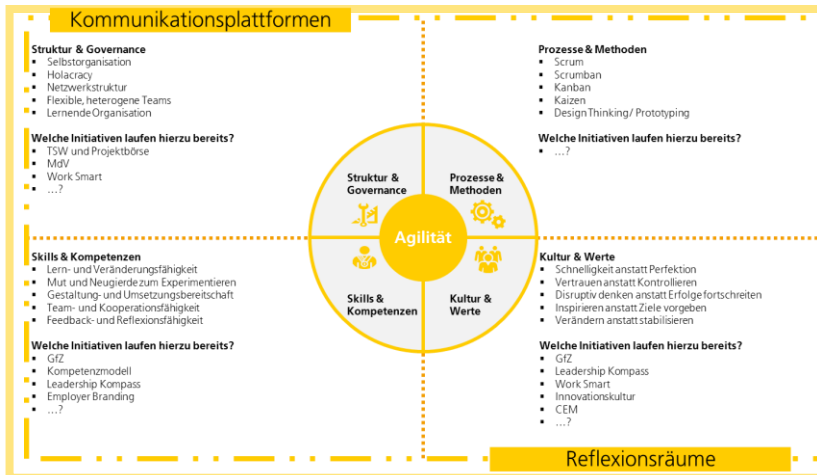 Kommunikationsplattformen
Struktur & Governance
▪ Selbstorganisation
▪ Holacracy
▪ Netzwerkstruktur
▪ Flexible, heterogene Teams
▪ Lernende Organisation
Welche Initiativen laufen hierzu bereits?
▪ TSW und Projektbörse
▪ MdV
▪ Work Smart
▪ …?
Prozesse & Methoden
▪ Scrum
▪ Scrumban
▪ Kanban
▪ Kaizen
▪ Design Thinking / Prototyping
Welche Initiativen laufen hierzu bereits?
▪ …?
Struktur &
Governance
Prozesse &
Methoden
Agilität
Skills &
Kompetenzen
Kultur &
Werte
Skills & Kompetenzen
▪ Lern- und Veränderungsfähigkeit
▪ Mut und Neugierde zum Experimentieren
▪ Gestaltung- und Umsetzungsbereitschaft
▪ Team- und Kooperationsfähigkeit
▪ Feedback- und Reflexionsfähigkeit
Welche Initiativen laufen hierzu bereits?
▪ GfZ
▪ Kompetenzmodell
▪ Leadership Kompass
▪ Employer Branding
▪ …?
Kultur & Werte
▪ Schnelligkeit anstatt Perfektion
▪ Vertrauen anstatt Kontrollieren
▪ Disruptiv denken anstatt Erfolge fortschreiten
▪ Inspirieren anstatt Ziele vorgeben
▪ Verändern anstatt stabilisieren
Welche Initiativen laufen hierzu bereits?
▪ GfZ
▪ Leadership Kompass
▪ Work Smart
▪ Innovationskultur
▪ CEM
▪ …?
Reflexionsräume